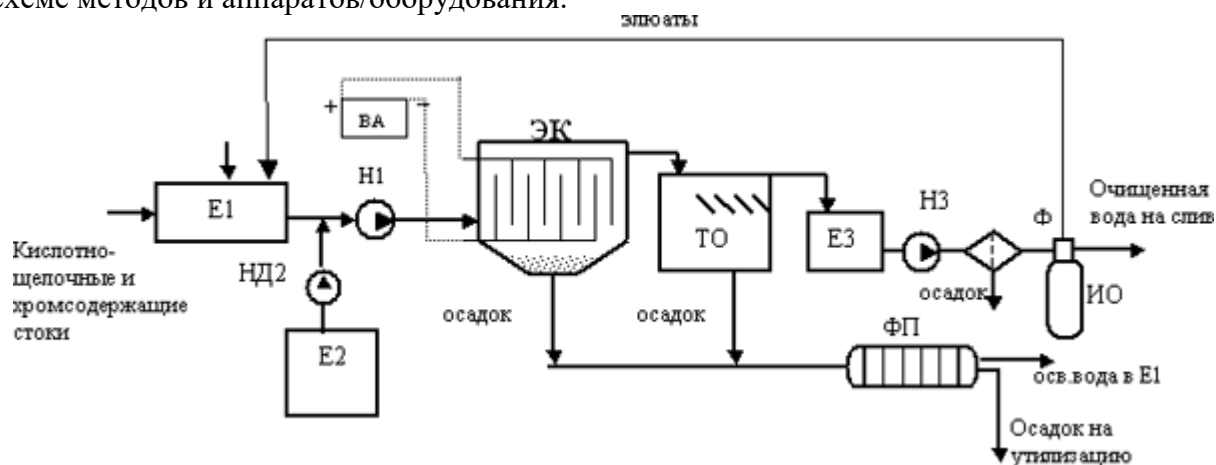 схеме методов и аппаратов/оборудования.
элюаты
+
ВА
-
ЭК
Н1
Е1
Н3
Очищенная
вода на слив
Ф
ТО
Е3
Кислотно-
щелочные и
хромсодержащие
стоки
НД2
осадок
осадок
осадок
ИО
Е2
ФП
осв.вода в Е1
Осадок на
утилизацию